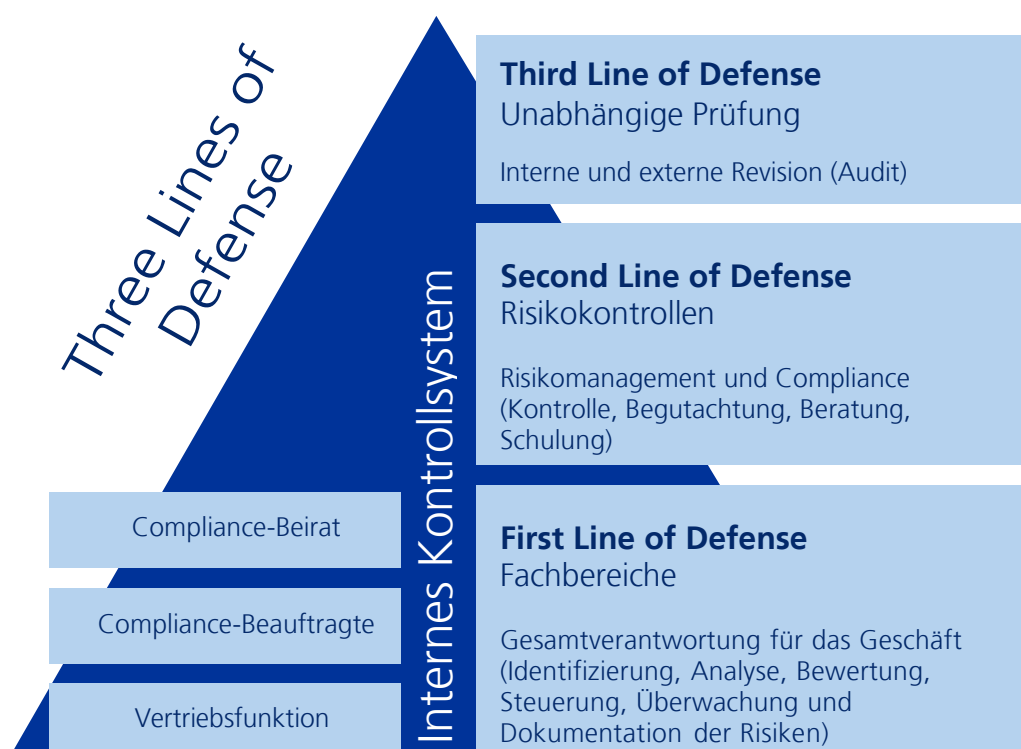 Three Lines of
Defense
Third Line of Defense
Unabhängige Prüfung
Interne und externe Revision (Audit)
Second Line of Defense
Risikokontrollen
Risikomanagement und Compliance
(Kontrolle, Begutachtung, Beratung,
Schulung)
Internes Kontrollsystem
Compliance-Beirat
Compliance-Beauftragte
Vertriebsfunktion
First Line of Defense
Fachbereiche
Gesamtverantwortung für das Geschäft
(Identifizierung, Analyse, Bewertung,
Steuerung, Überwachung und
Dokumentation der Risiken)